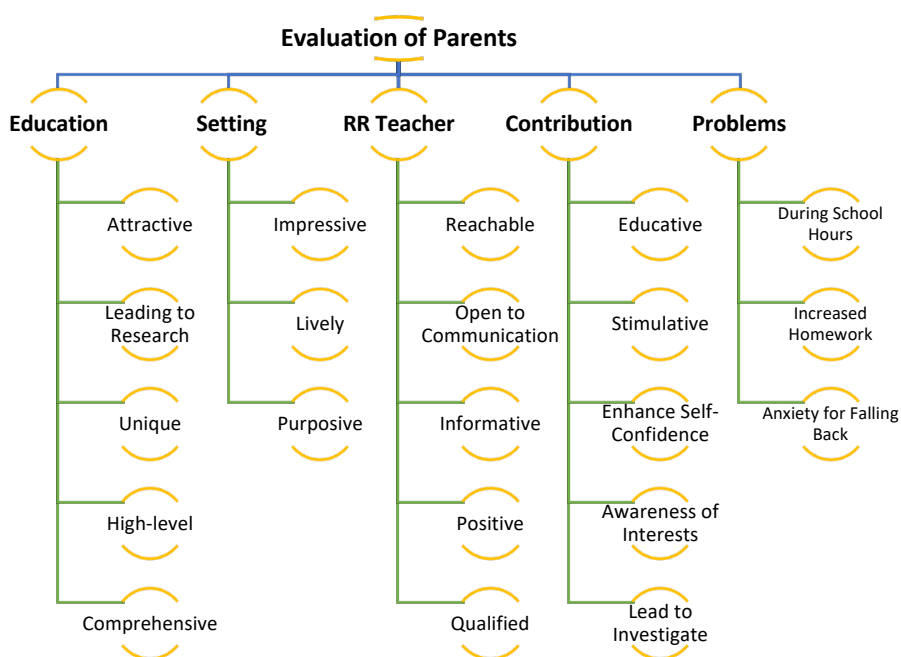 Evaluation of Parents
Education
Setting
RR Teacher
Contribution
Problems
Attractive
Leading to
Research
Unique
High-level
Comprehensive
Impressive
Lively
Purposive
Reachable
Open to
Communication
Informative
Positive
Qualified
Educative
Stimulative
Enhance Self-
Confidence
Awareness of
Interests
Lead to
Investigate
During School
Hours
Increased
Homework
Anxiety for Falling
Back